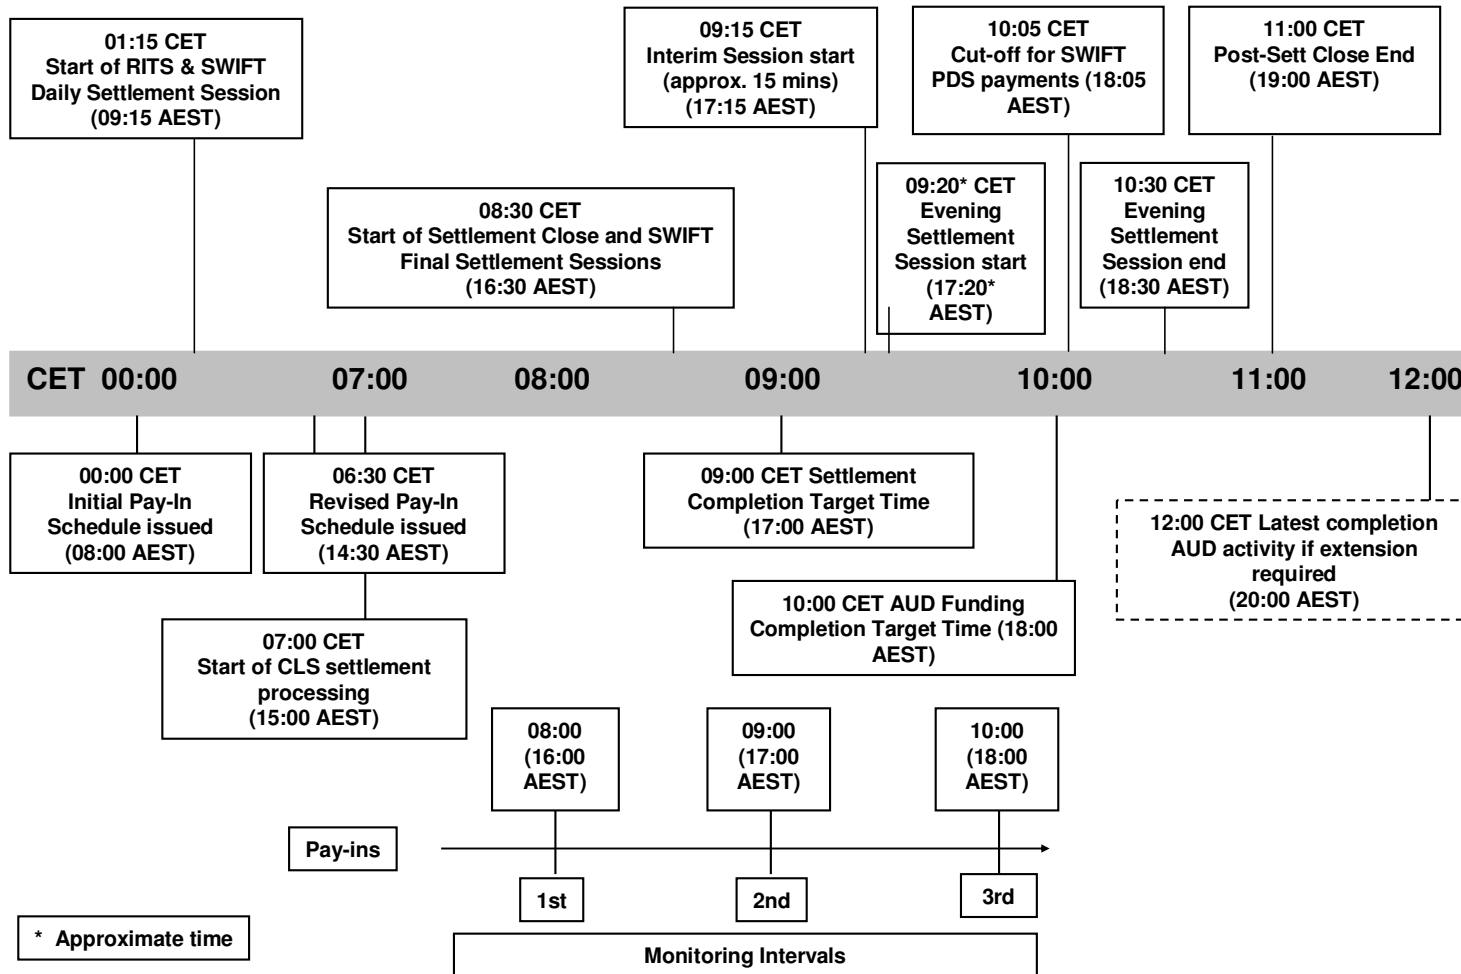 01:15 CET
Start of RITS & SWIFT
Daily Settlement Session
(09:15 AEST)
09:15 CET
Interim Session start
(approx. 15 mins)
(17:15 AEST)
10:05 CET
Cut-off for SWIFT
PDS payments (18:05
AEST)
11:00 CET
Post-Sett Close End
(19:00 AEST)
08:30 CET
Start of Settlement Close and SWIFT
Final Settlement Sessions
(16:30 AEST)
09:20* CET
Evening
Settlement
Session start
(17:20*
AEST)
10:30 CET
Evening
Settlement
Session end
(18:30 AEST)
CET 00:00 07:00 08:00 09:00 10:00 11:00 12:00
00:00 CET
Initial Pay-In
Schedule issued
(08:00 AEST)
06:30 CET
Revised Pay-In
Schedule issued
(14:30 AEST)
09:00 CET Settlement
Completion Target Time
(17:00 AEST)
12:00 CET Latest completion
AUD activity if extension
required
(20:00 AEST)
10:00 CET AUD Funding
Completion Target Time (18:00
AEST)
07:00 CET
Start of CLS settlement
processing
(15:00 AEST)
08:00
(16:00
AEST)
09:00
(17:00
AEST)
10:00
(18:00
AEST)
Pay-ins
1st
2nd
3rd
* Approximate time
Monitoring Intervals